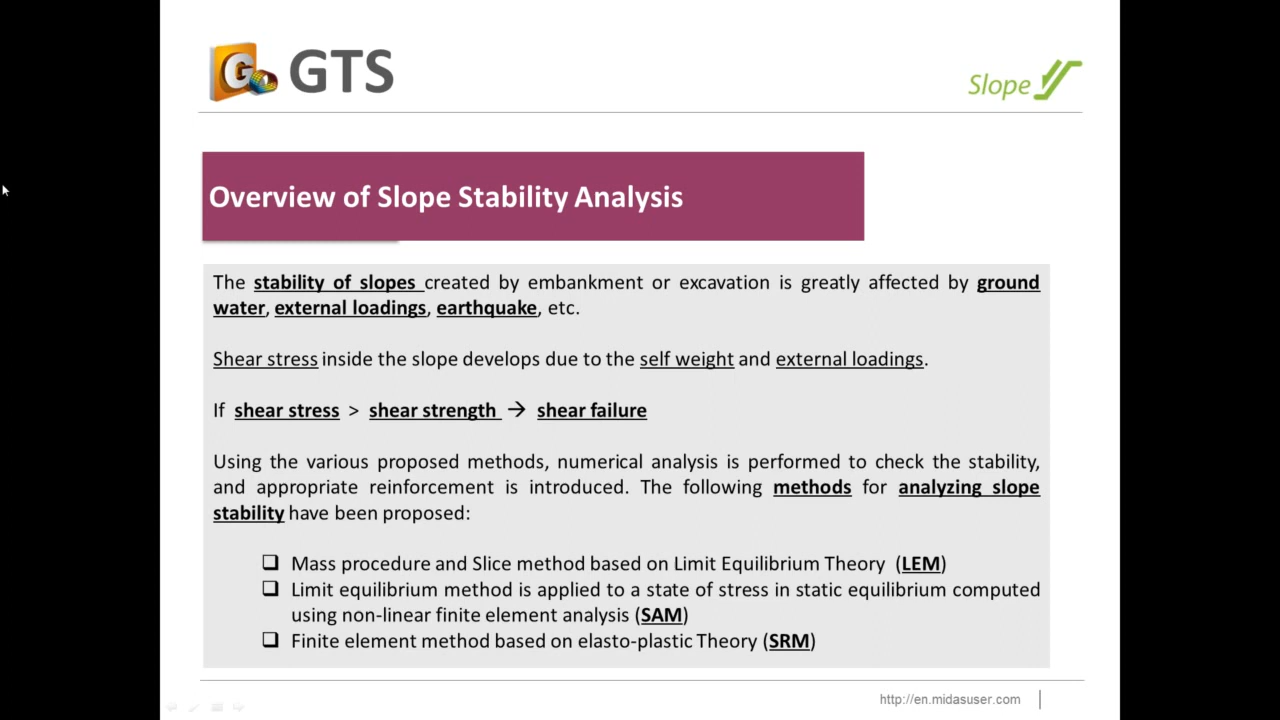 GTS
Slope
Overview of Slope Stability Analysis
The stability of slopes created by embankment or excavation is greatly affected by ground
water, external loadings, earthquake, etc.
Shear stress inside the slope develops due to the self weight and external loadings.
If shear stress > shear strength → shear failure
Using the various proposed methods, numerical analysis is performed to check the stability,
and appropriate reinforcement is introduced. The following methods for analyzing slope
stability have been proposed:
❑ Mass procedure and Slice method based on Limit Equilibrium Theory (LEM)
❑ Limit equilibrium method is applied to a state of stress in static equilibrium computed
using non-linear finite element analysis (SAM)
❑ Finite element method based on elasto-plastic Theory (SRM)
http://en.midasuser.com